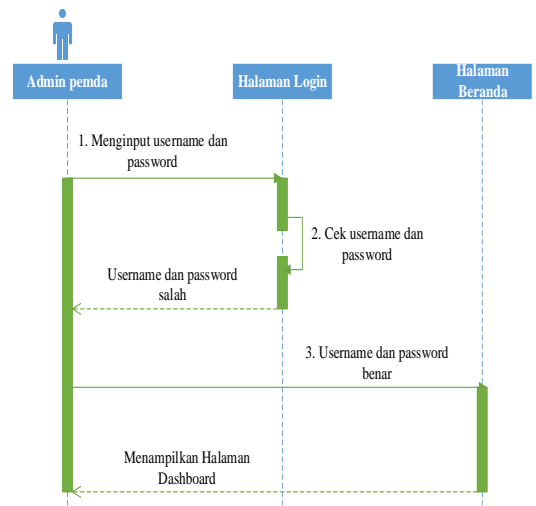 Admin pemda
Halaman Login
Halaman
Beranda
1. Menginput username dan
password
2. Cek username dan
password
Username dan password
salah
3. Username dan password
benar
Menampilkan Halaman
Dashboard